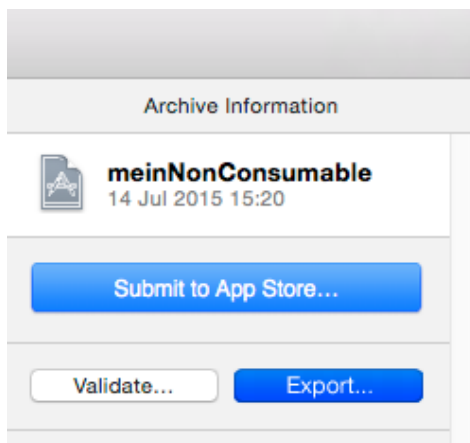 Archive Information
meinNonConsumable
14 Jul 2015 15:20
Submit to App Store...
Validate...
Export...